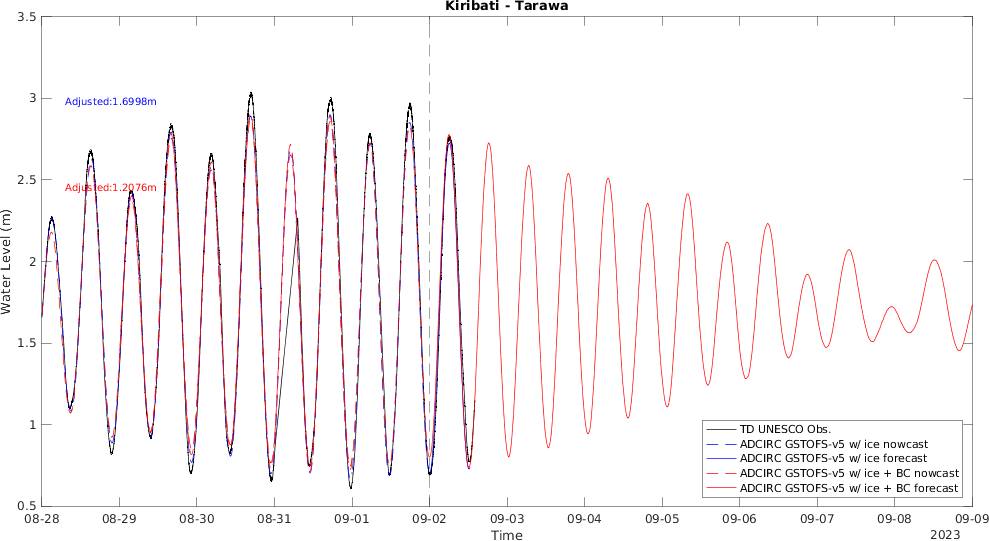 Kiribati - Tarawa
3.5
3
2.5
2
1.5
1
0.5
Water Level (m)
Adjusted:1.6998m
Adjusted:1.2076m
TD UNESCO Obs.
ADCIRC GSTOFS-v5 w/ ice nowcast
ADCIRC GSTOFS-v5 w/ ice forecast
ADCIRC GSTOFS-v5 w/ ice + BC nowcast
ADCIRC GSTOFS-v5 w/ ice + BC forecast
08-28 08-29 08-30 08-31 09-01 09-02 09-03 09-04 09-05 09-06 09-07 09-08 09-09
Time
2023